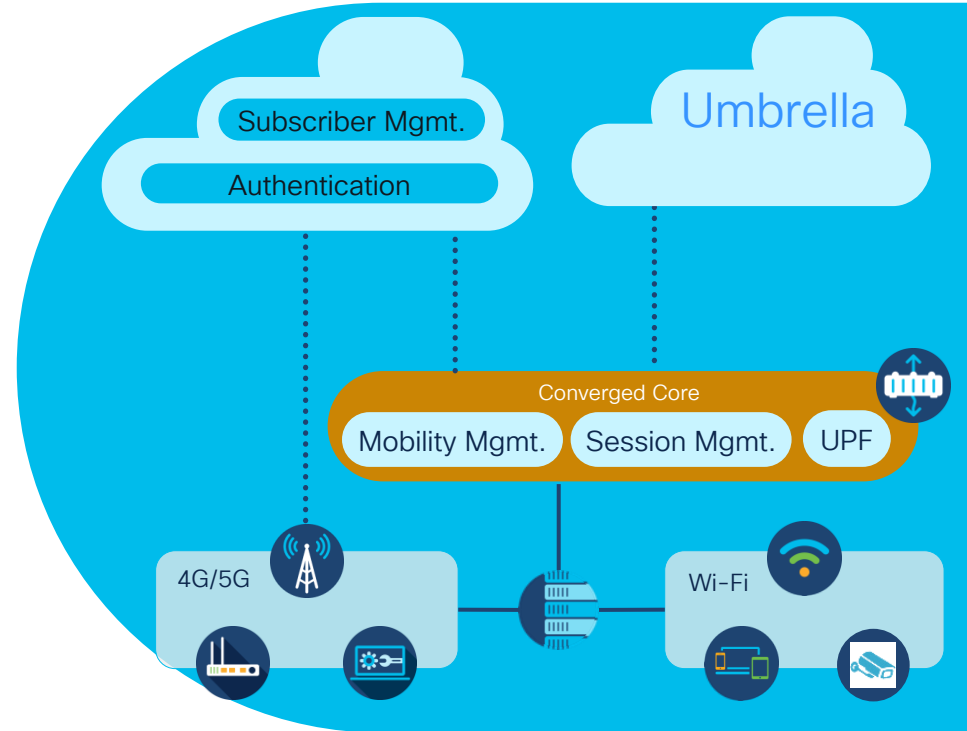 Subscriber Mgmt.
Authentication
Umbrella
Converged Core
Mobility Mgmt.
Session Mgmt.
UPF
4G/5G
Wi-Fi